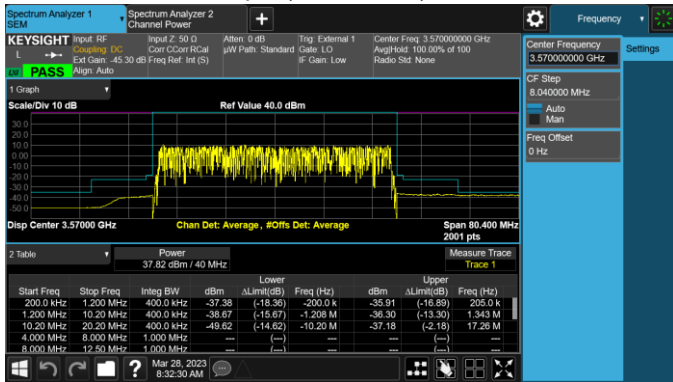 Spectrum Analyzer 1
SEM
Spectrum Analyzer 2
Channel Power
Frequency
KEYSIGHT
Input: RF
Coupling: DC
Ext Gain: -45.30 dB
Align: Auto
Input Z: 50 Ω
Corr CCorr RCal
Freq Ref: Int (S)
Atten: 0 dB
µW Path: Standard
Trig: External 1
Gate: LO
IF Gain: Low
Center Freq: 3.570000000 GHz
Avg|Hold: 100.00% of 100
Radio Std: None
L
LXI PASS
Center Frequency
3.570000000 GHz
Settings
CF Step
8.040000 MHz
Auto
Man
Freq Offset
0 Hz
1 Graph
Scale/Div 10 dB
Ref Value 40.0 dBm
30.0
20.0
10.0
0.00
-10.0
-20.0
-30.0
-40.0
-50.0
Disp Center 3.57000 GHz
Chan Det: Average, #Offs Det: Average
Span 80.400 MHz
2001 pts
2 Table
Power
37.82 dBm / 40 MHz
Measure Trace
Trace 1
Lower Upper
Start Freq Stop Freq Integ BW dBm ΔLimit(dB) Freq (Hz) dBm ΔLimit(dB) Freq (Hz)
200.0 kHz 1.200 MHz 400.0 kHz -37.38 (-18.36) -200.0 k -35.91 (-16.89) 205.0 k
1.200 MHz 10.20 MHz 400.0 kHz -38.67 (-15.67) -1.208 M -36.30 (-13.30) 1.343 M
10.20 MHz 20.20 MHz 400.0 kHz -49.62 (-14.62) -10.20 M -37.18 (-2.18) 17.26 M
4.000 MHz 8.000 MHz 1.000 MHz --- (---) --- (---)
8.000 MHz 12.50 MHz 1.000 MHz --- (---) --- (---)
Mar 28, 2023
8:32:30 AM